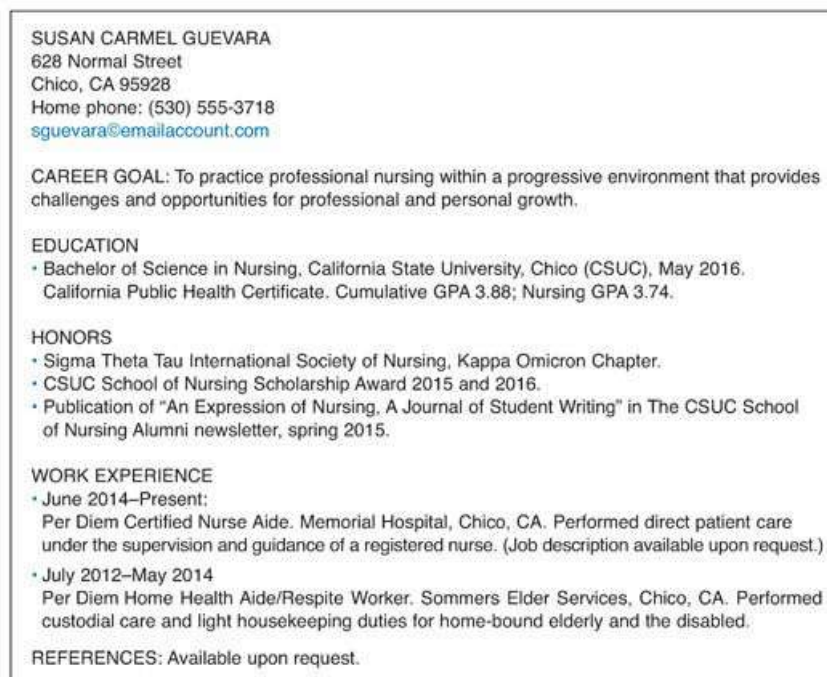 SUSAN CARMEL GUEVARA
628 Normal Street
Chico, CA 95928
Home phone: (530) 555-3718
sguevara@emailaccount.com
CAREER GOAL: To practice professional nursing within a progressive environment that provides
challenges and opportunities for professional and personal growth.
EDUCATION
• Bachelor of Science in Nursing, California State University, Chico (CSUC), May 2016.
California Public Health Certificate. Cumulative GPA 3.88; Nursing GPA 3.74.
HONORS
• Sigma Theta Tau International Society of Nursing, Kappa Omicron Chapter.
• CSUC School of Nursing Scholarship Award 2015 and 2016.
• Publication of “An Expression of Nursing, A Journal of Student Writing” in The CSUC School
of Nursing Alumni newsletter, spring 2015.
WORK EXPERIENCE
• June 2014–Present:
Per Diem Certified Nurse Aide. Memorial Hospital, Chico, CA. Performed direct patient care
under the supervision and guidance of a registered nurse. (Job description available upon request.)
• July 2012–May 2014
Per Diem Home Health Aide/Respite Worker. Sommers Elder Services, Chico, CA. Performed
custodial care and light housekeeping duties for home-bound elderly and the disabled.
REFERENCES: Available upon request.